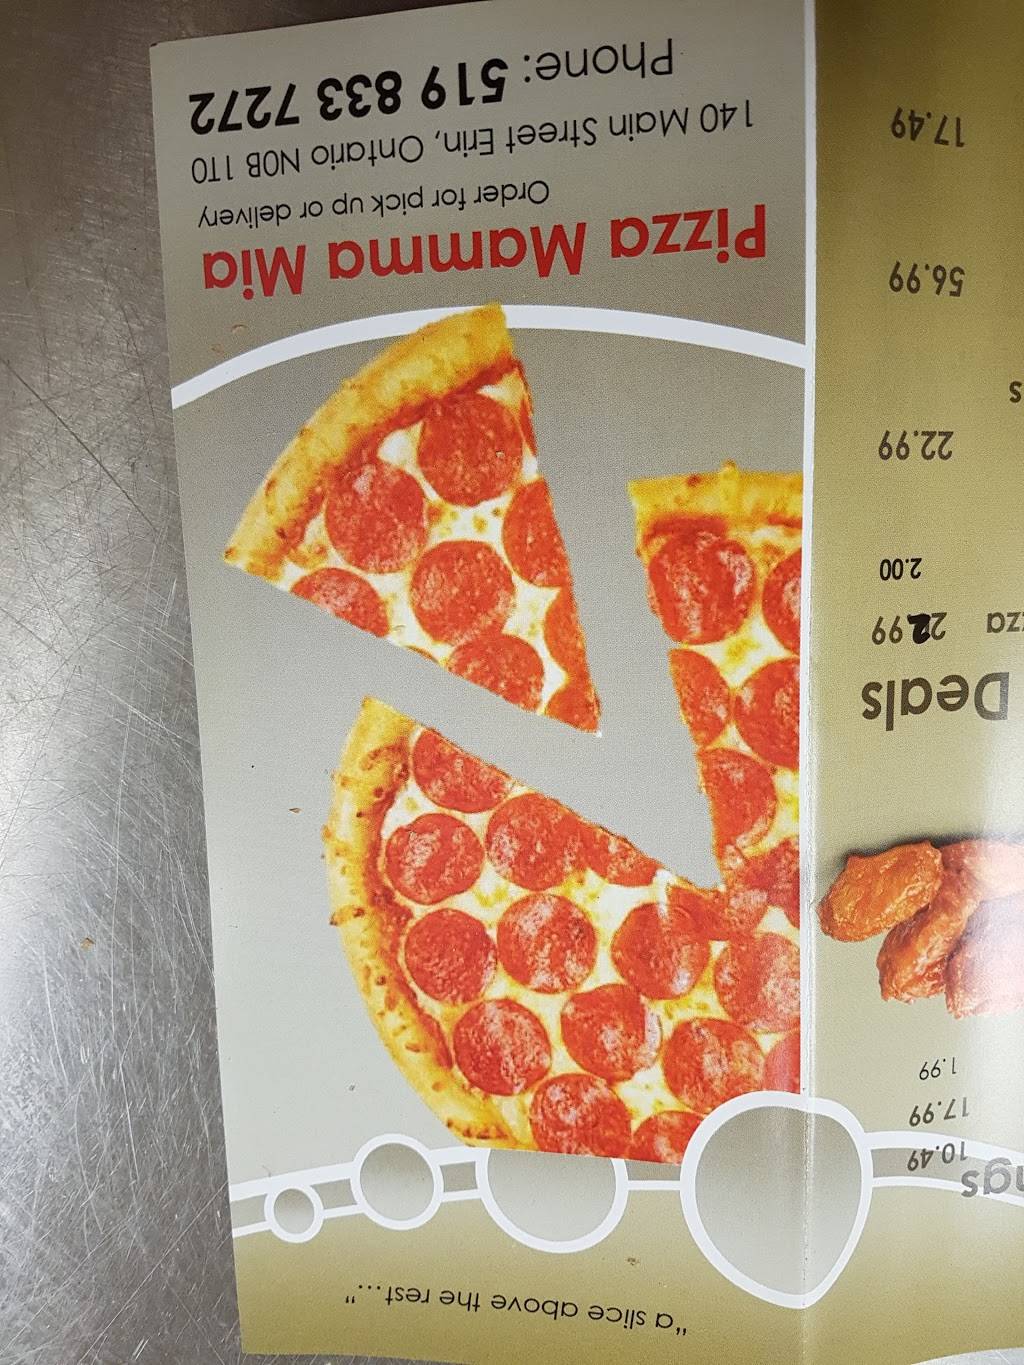 gs
10.49
17.99
1.99
Deals
za 22.99
2.00
22.99
s
56.99
17.49
"a slice above the rest..."
Pizza Mamma Mia
Order for pick up or delivery
140 Main Street Erin, Ontario N0B 1T0
Phone: 519 833 7272